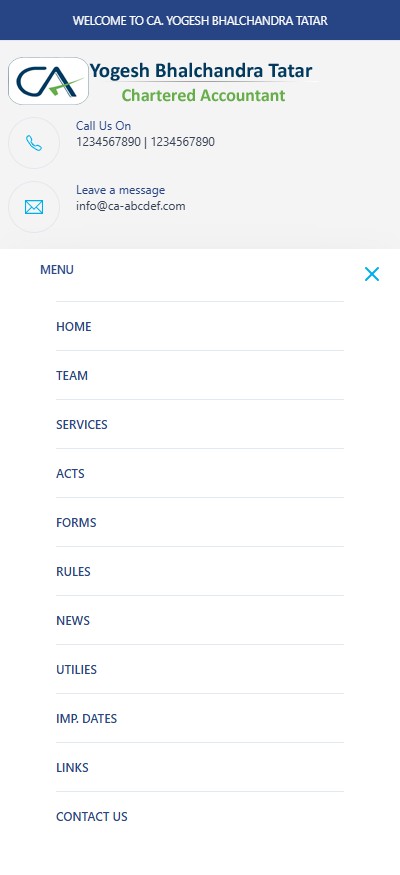 WELCOME TO CA. YOGESH BHALCHANDRA TATAR
CA Yogesh Bhalchandra Tatar
Chartered Accountant
Call Us On
1234567890 | 1234567890
Leave a message
info@ca-abcdef.com
MENU
HOME
TEAM
SERVICES
ACTS
FORMS
RULES
NEWS
UTILIES
IMP. DATES
LINKS
CONTACT US